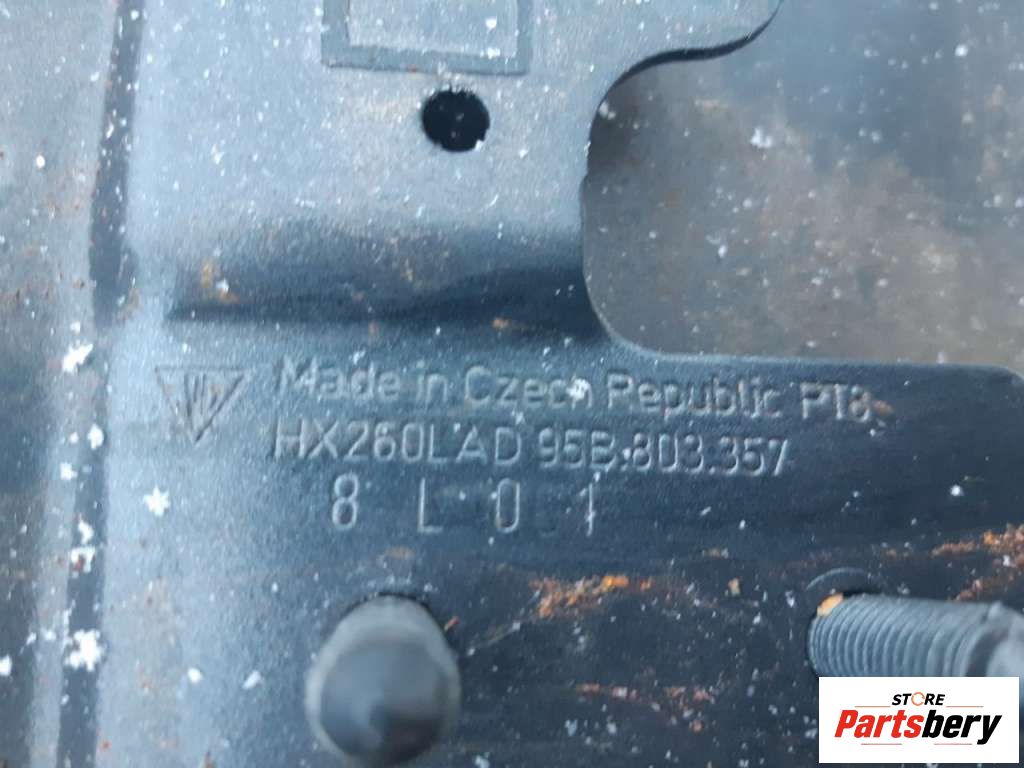 Made in Czech Republic PT8
HX260LAD 95B.803.357
8 L 0 1
STORE
Partsbery